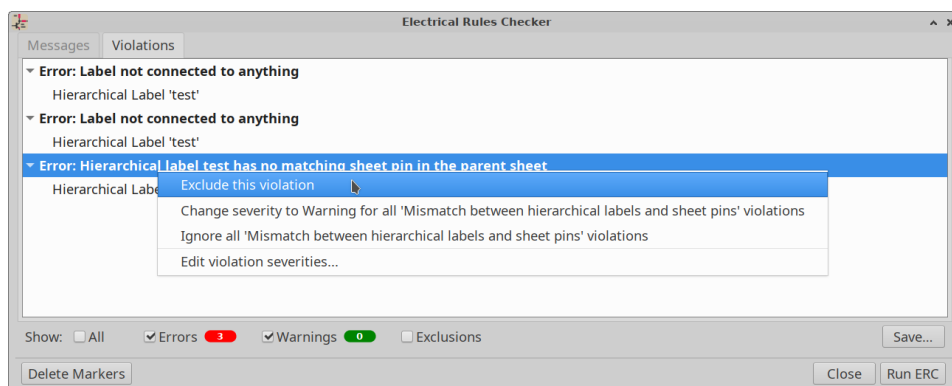 Electrical Rules Checker
Messages Violations
Error: Label not connected to anything
Hierarchical Label 'test'
Error: Label not connected to anything
Hierarchical Label 'test'
Error: Hierarchical label test has no matching sheet pin in the parent sheet
Hierarchical Labe
Exclude this violation
Change severity to Warning for all 'Mismatch between hierarchical labels and sheet pins' violations
Ignore all 'Mismatch between hierarchical labels and sheet pins' violations
Edit violation severities...
Show: All Errors 3 Warnings 0 Exclusions Save...
Delete Markers Close Run ERC